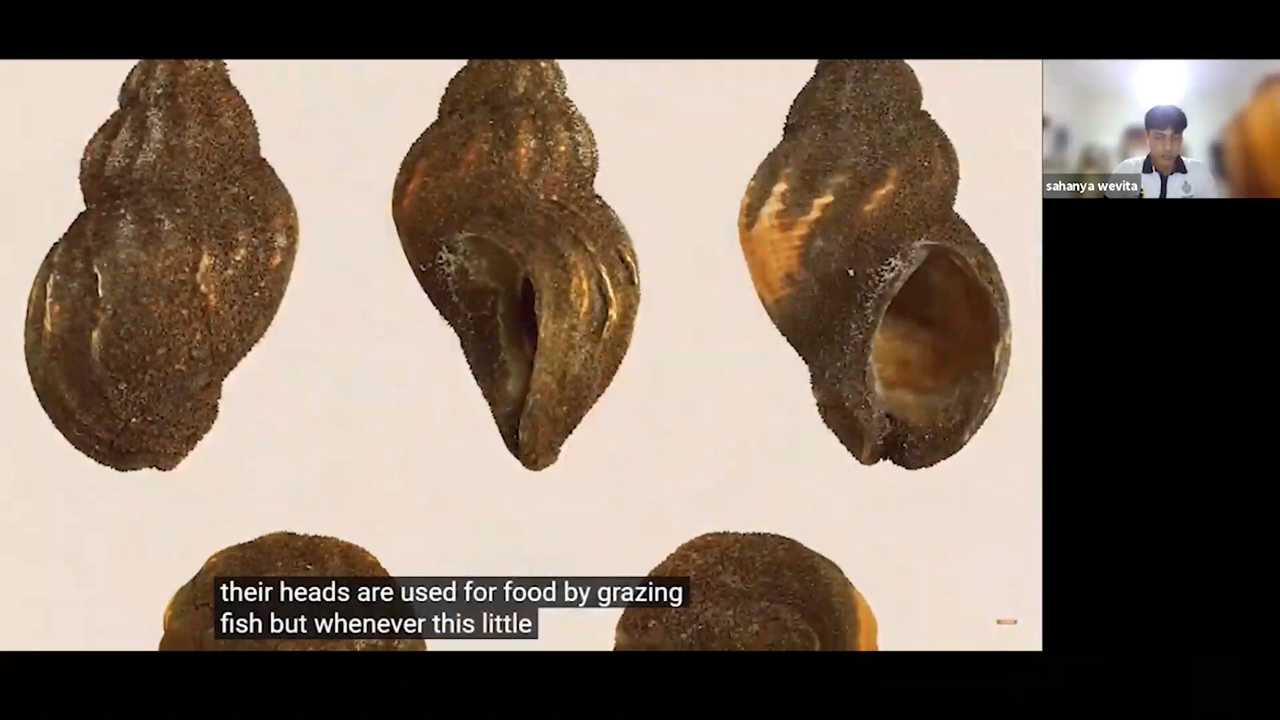 sahanya wevita
their heads are used for food by grazing
fish but whenever this little